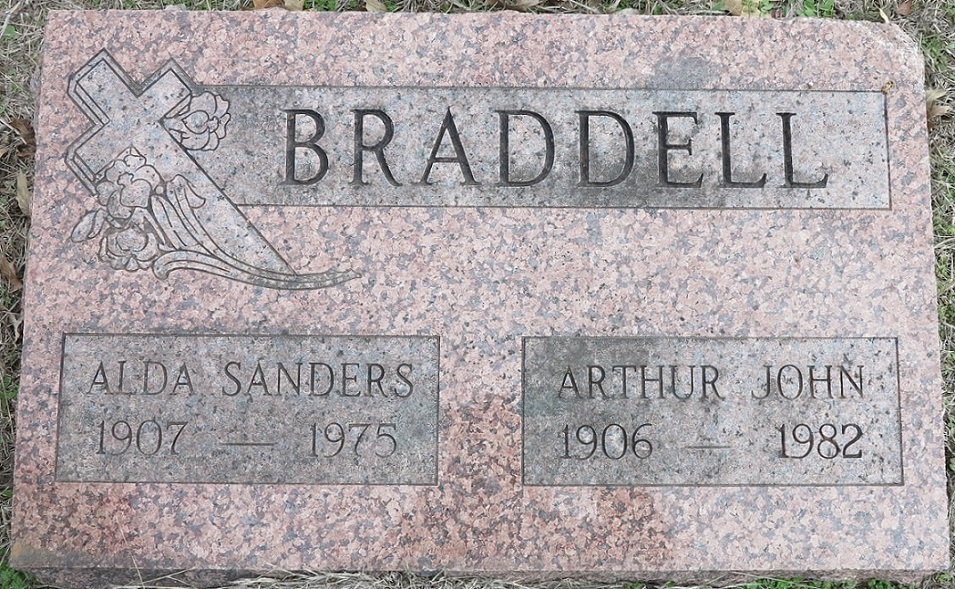 BRADDELL
ALDA SANDERS
1907 — 1975
ARTHUR JOHN
1906 — 1982